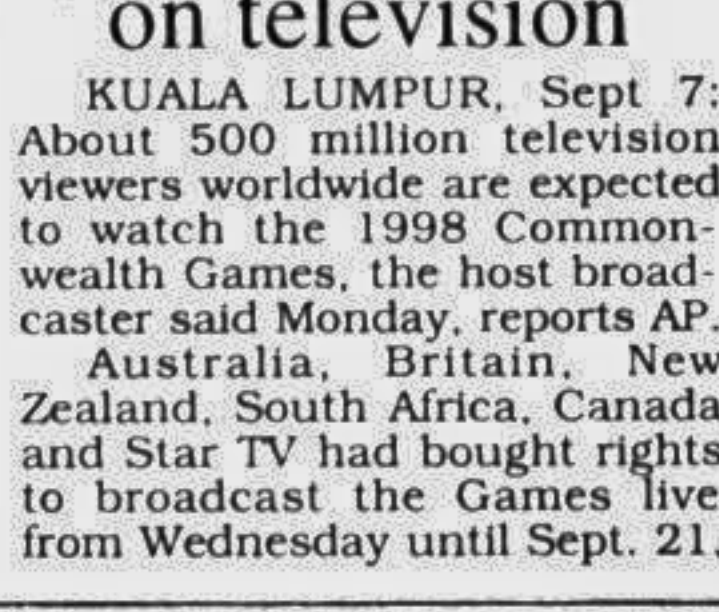 on television
KUALA LUMPUR, Sept 7:
About 500 million television
viewers worldwide are expected
to watch the 1998 Common-
wealth Games, the host broad-
caster said Monday, reports AP.
Australia, Britain, New
Zealand, South Africa, Canada
and Star TV had bought rights
to broadcast the Games live
from Wednesday until Sept. 21.